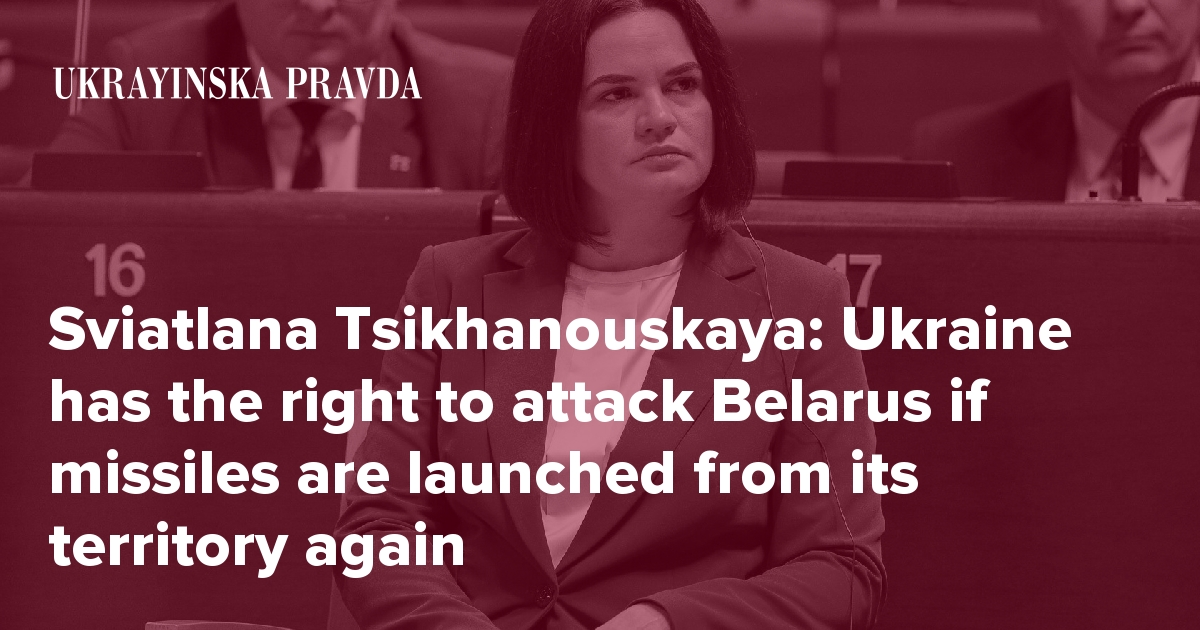 UKRAYINSKA PRAVDA
16
17
Sviatlana Tsikhanouskaya: Ukraine
has the right to attack Belarus if
missiles are launched from its
territory again